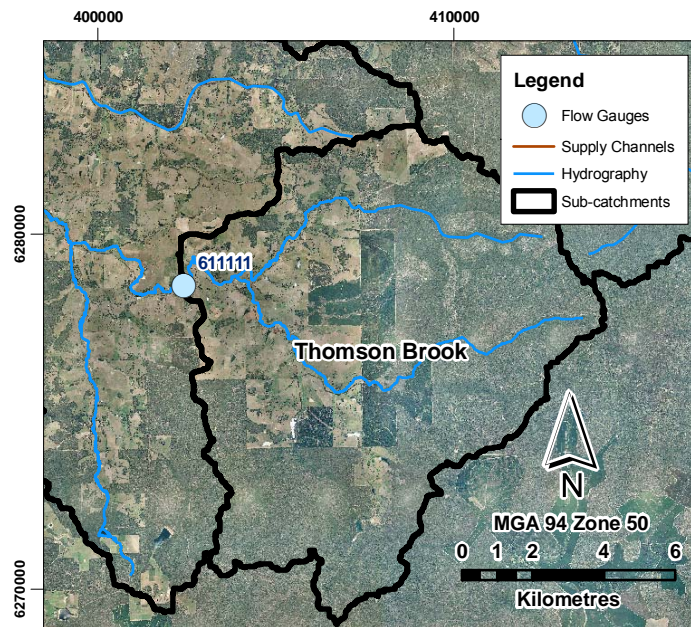 400000
410000
Legend
Flow Gauges
Supply Channels
Hydrography
Sub-catchments
6280000
611111
Thomson Brook
N
MGA 94 Zone 50
0 1 2 4 6
Kilometres
6270000